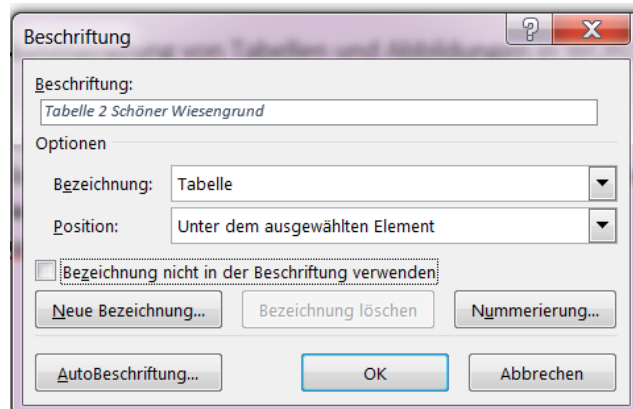 Beschriftung
Beschriftung:
Tabelle 2 Schöner Wiesengrund
Optionen
Bezeichnung: Tabelle
Position: Unter dem ausgewählten Element
Bezeichnung nicht in der Beschriftung verwenden
Neue Bezeichnung... Bezeichnung löschen Nummerierung...
AutoBeschriftung... OK Abbrechen